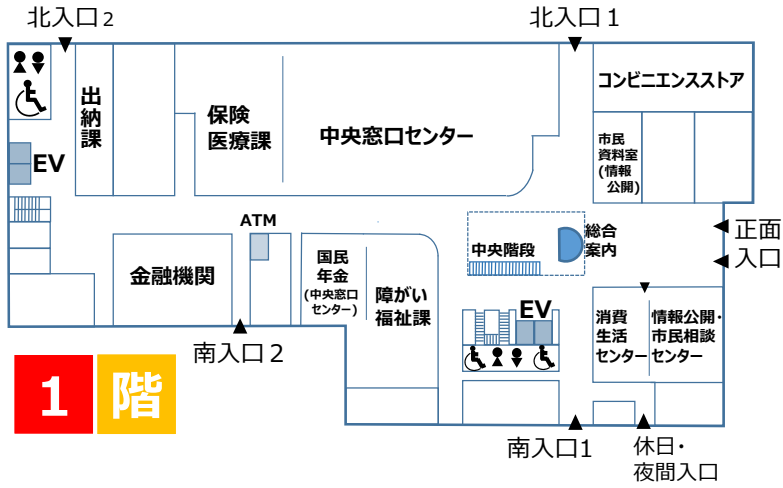 北入口2
北入口1
出
納
課
保険
医療課
中央窓口センター
コンビニエンスストア
市民
資料室
(情報
公開)
EV
ATM
金融機関
国民
年金
(中央窓口
センター)
障がい
福祉課
中央階段
総合
案内
正面
入口
EV
消費
生活
センター
情報公開・
市民相談
センター
南入口2
南入口1
休日・
夜間入口
1階